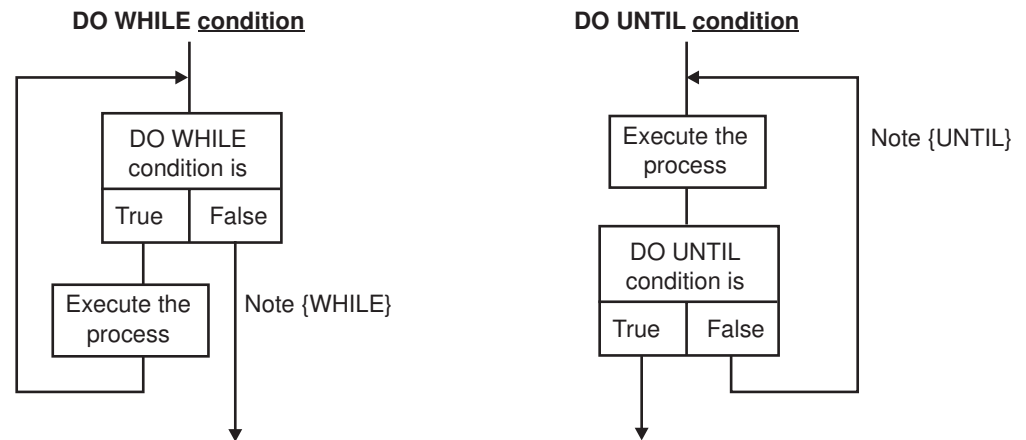 DO WHILE condition
DO WHILE
condition is
True False
Execute the
process
Note {WHILE}
DO UNTIL condition
Execute the
process
Note {UNTIL}
DO UNTIL
condition is
True False